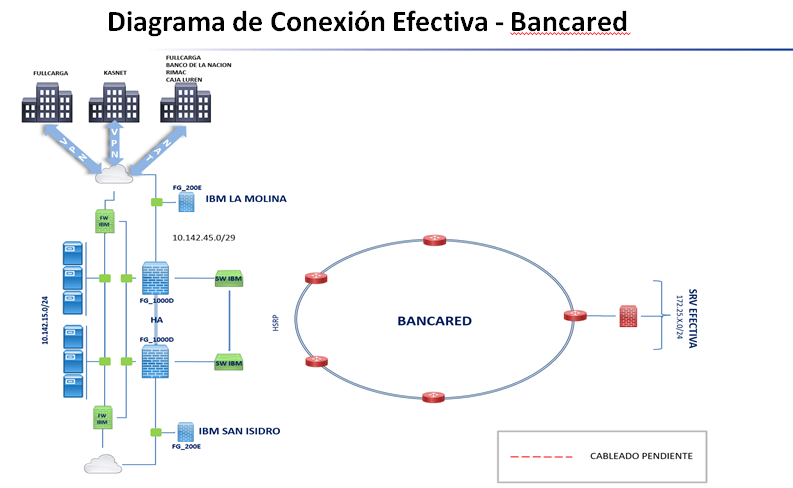 Diagrama de Conexión Efectiva - Bancared
FULLCARGA
KASNET
FULLCARGA
BANCO DE LA NACION
RIMAC
CAJA LUREN
VPN
VPN
NAT
FG_200E
IBM LA MOLINA
FW
IBM
10.142.45.0/29
SW IBM
FG_1000D
10.142.15.0/24
HA
HSRP
BANCARED
SRV EFECTIVA
172.25.X.0/24
FG_1000D
SW IBM
FW
IBM
IBM SAN ISIDRO
FG_200E
CABLEADO PENDIENTE